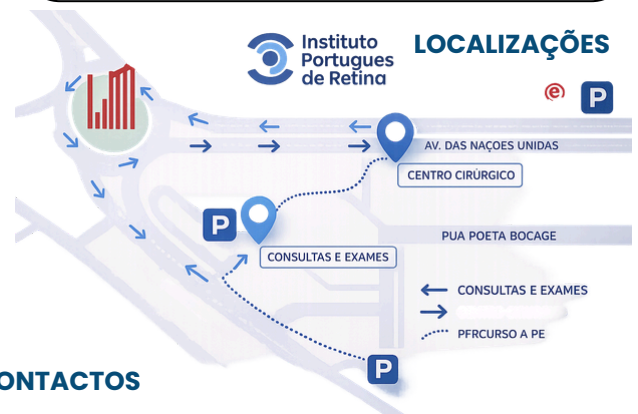 Instituto
Portugues
de Retina
LOCALIZAÇÕES
e
P
AV. DAS NAÇOES UNIDAS
CENTRO CIRÚRGICO
P
PUA POETA BOCAGE
CONSULTAS E EXAMES
CONSULTAS E EXAMES
PFRCURSO A PE
P
ONTACTOS